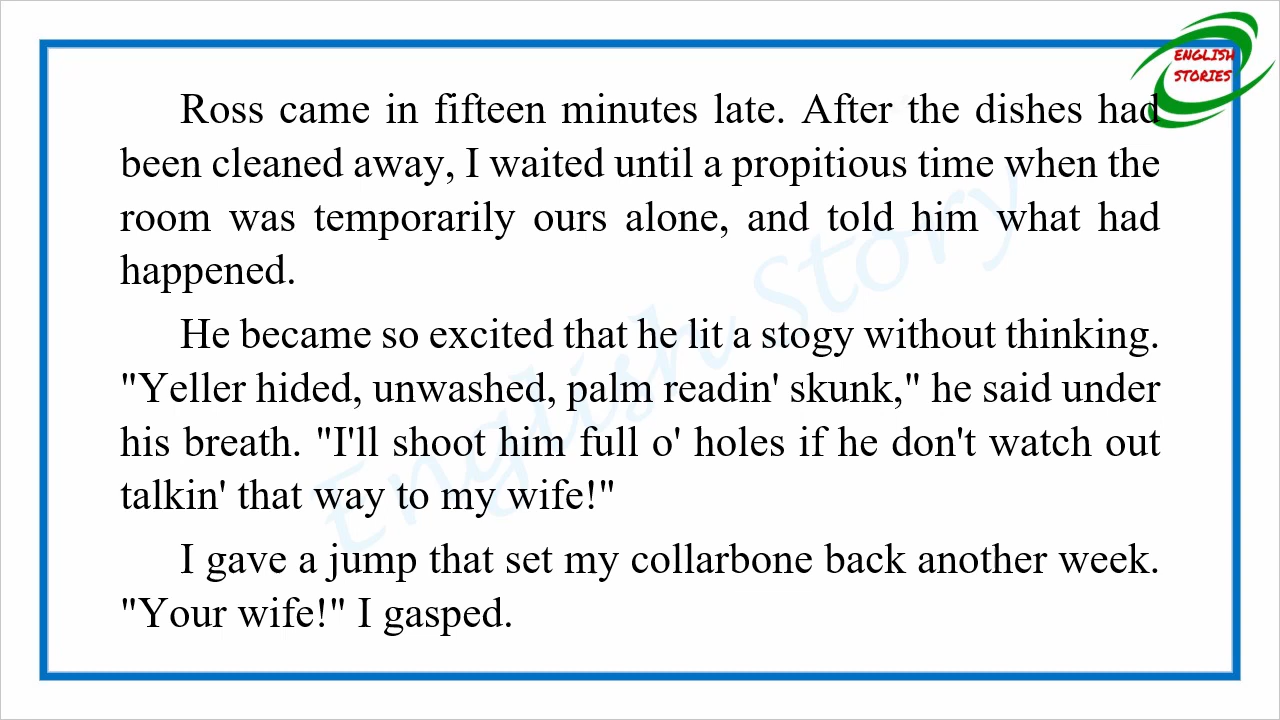 ENGLISH
STORIES
Ross came in fifteen minutes late. After the dishes had
been cleaned away, I waited until a propitious time when the
room was temporarily ours alone, and told him what had
happened.
He became so excited that he lit a stogy without thinking.
"Yeller hided, unwashed, palm readin' skunk," he said under
his breath. "I'll shoot him full o' holes if he don't watch out
talkin' that way to my wife!"
I gave a jump that set my collarbone back another week.
"Your wife!" I gasped.
English Story